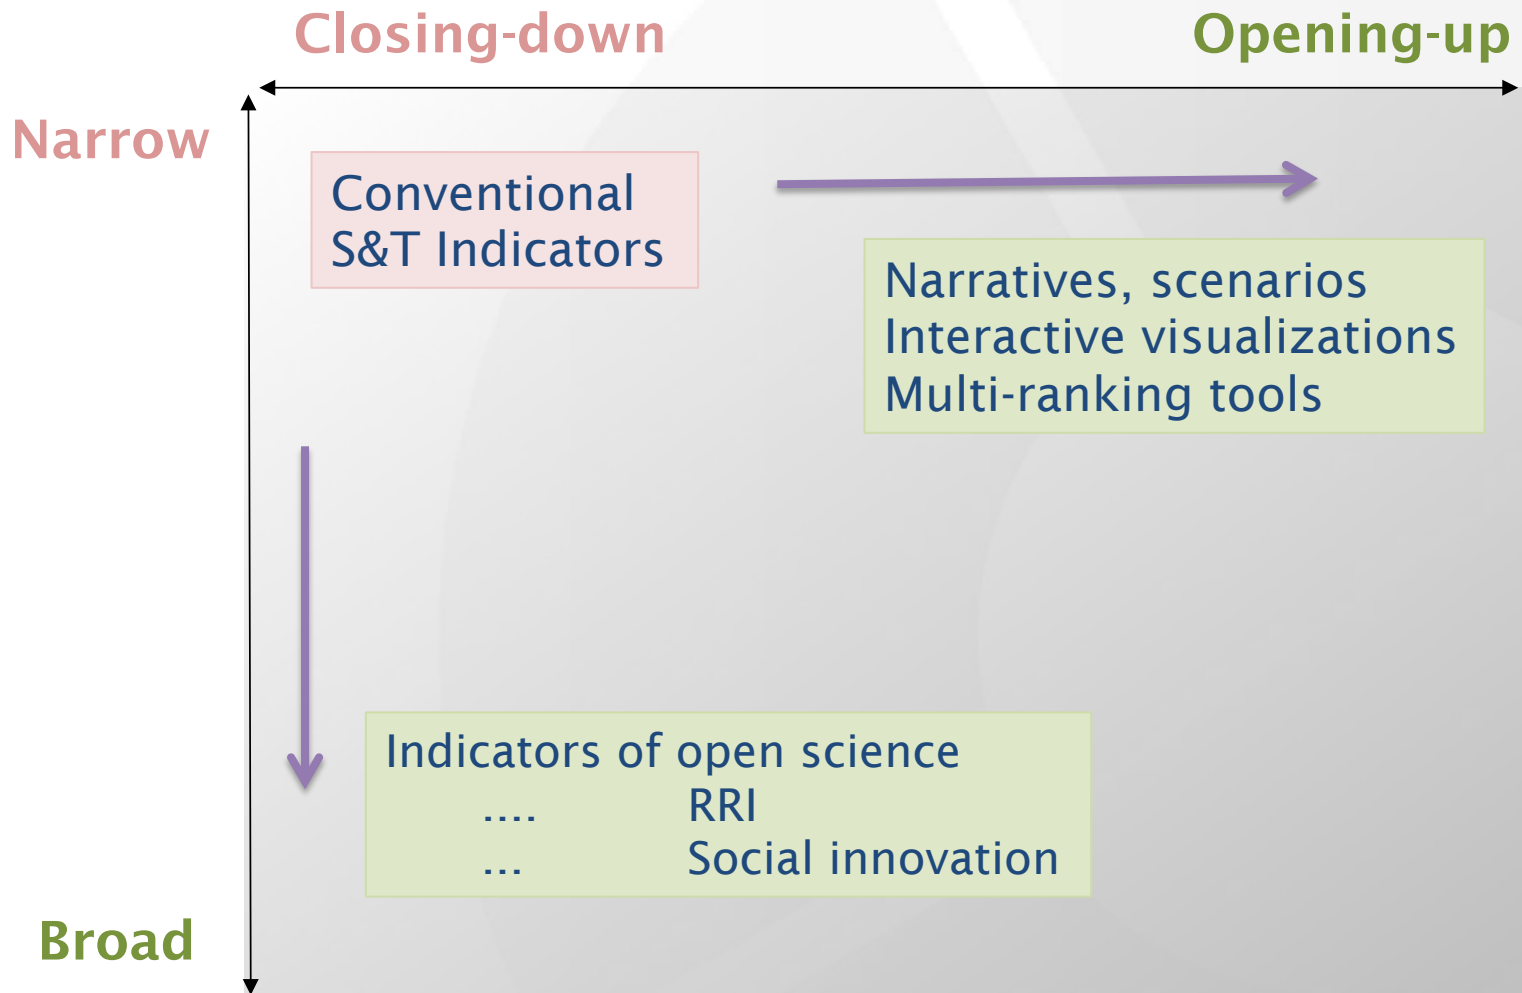 Closing-down
Opening-up
Narrow
Conventional
S&T Indicators
Narratives, scenarios
Interactive visualizations
Multi-ranking tools
Indicators of open science
.... RRI
... Social innovation
Broad